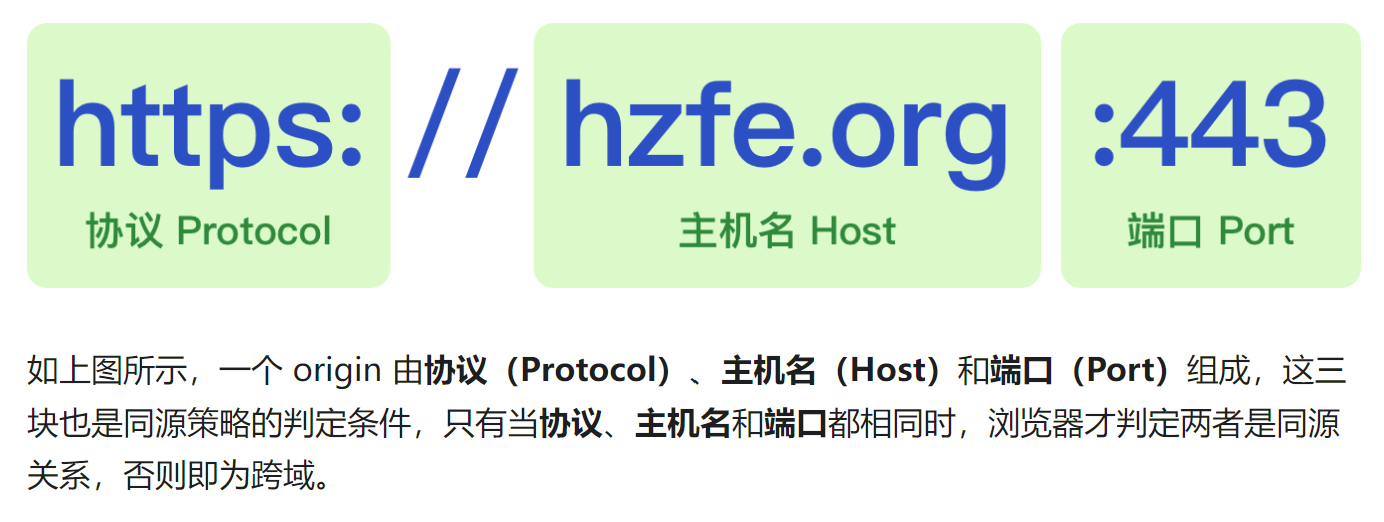 https: // hzfe.org :443
协议 Protocol 主机名 Host 端口 Port
如上图所示，一个 origin 由协议（Protocol）、主机名（Host）和端口（Port）组成，这三
块也是同源策略的判定条件，只有当协议、主机名和端口都相同时，浏览器才判定两者是同源
关系，否则即为跨域。